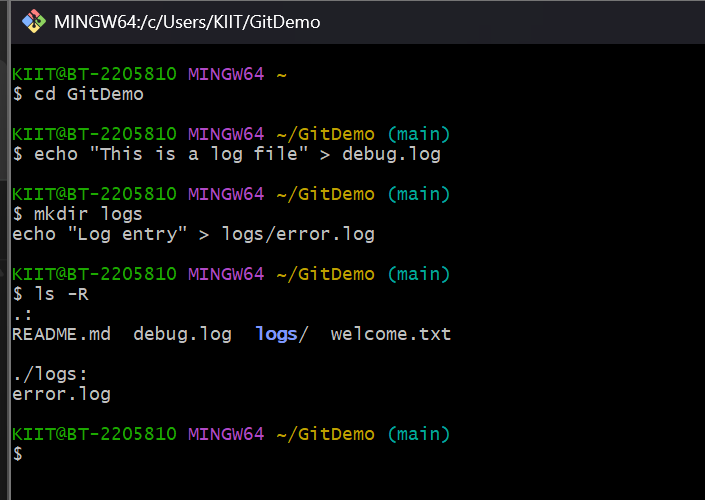 MINGW64:/c/Users/KIIT/GitDemo
KIIT@BT-2205810 MINGW64 ~
$ cd GitDemo
KIIT@BT-2205810 MINGW64 ~/GitDemo (main)
$ echo "This is a log file" > debug.log
KIIT@BT-2205810 MINGW64 ~/GitDemo (main)
$ mkdir logs
echo "Log entry" > logs/error.log
KIIT@BT-2205810 MINGW64 ~/GitDemo (main)
$ ls -R
.:
README.md  debug.log  logs/  welcome.txt
./logs:
error.log
KIIT@BT-2205810 MINGW64 ~/GitDemo (main)
$